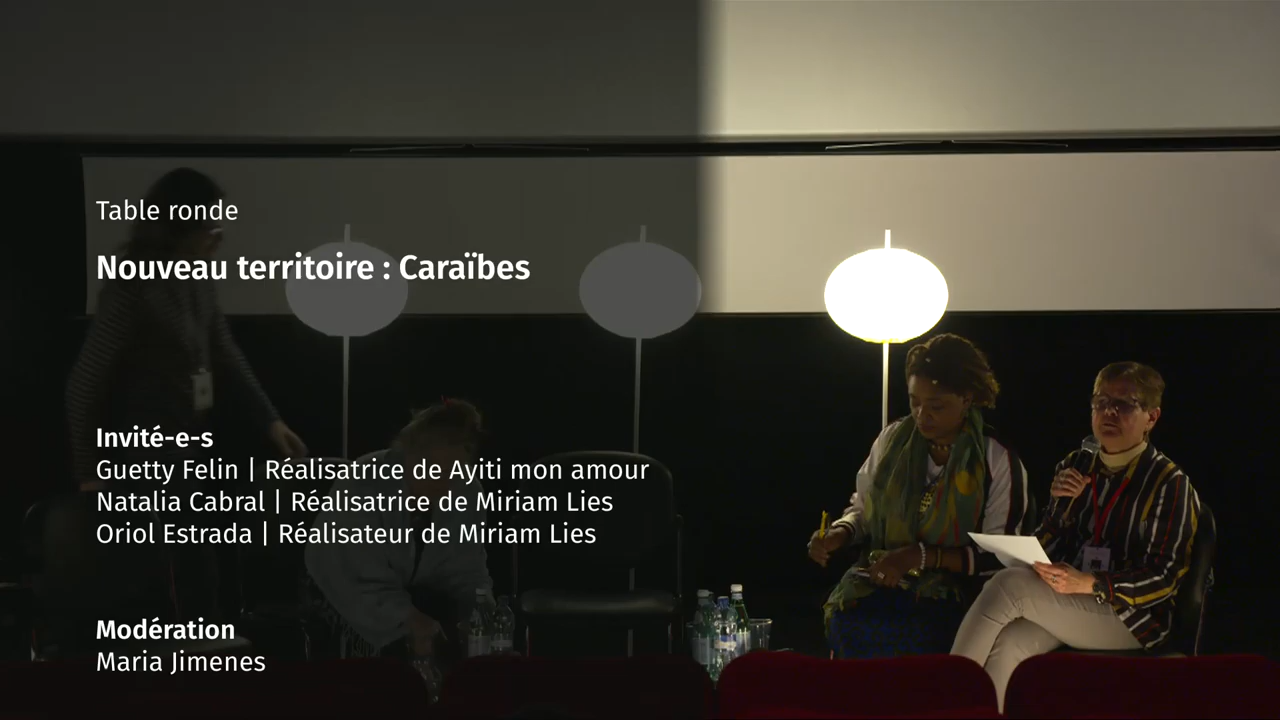 Table ronde
Nouveau territoire : Caraïbes
Invité-e-s
Guetty Felin | Réalisatrice de Ayiti mon amour
Natalia Cabral | Réalisatrice de Miriam Lies
Oriol Estrada | Réalisateur de Miriam Lies
Modération
Maria Jimenes